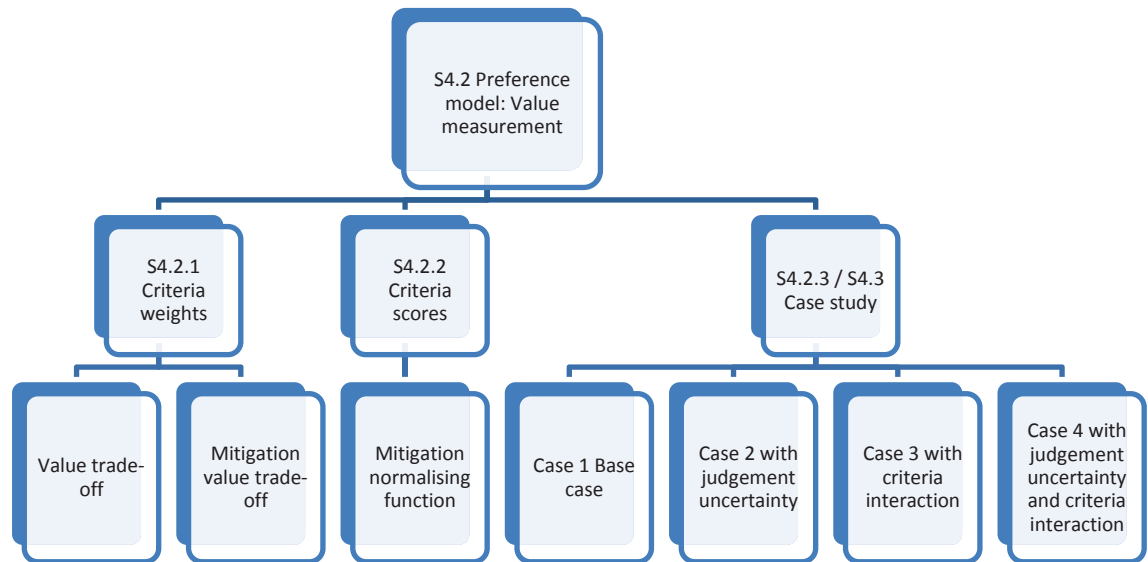 S4.2 Preference
model: Value
measurement
S4.2.1
Criteria
weights
S4.2.2
Criteria
scores
S4.2.3 / S4.3
Case study
Value trade-
off
Mitigation
value trade-
off
Mitigation
normalising
function
Case 1 Base
case
Case 2 with
judgement
uncertainty
Case 3 with
criteria
interaction
Case 4 with
judgement
uncertainty
and criteria
interaction